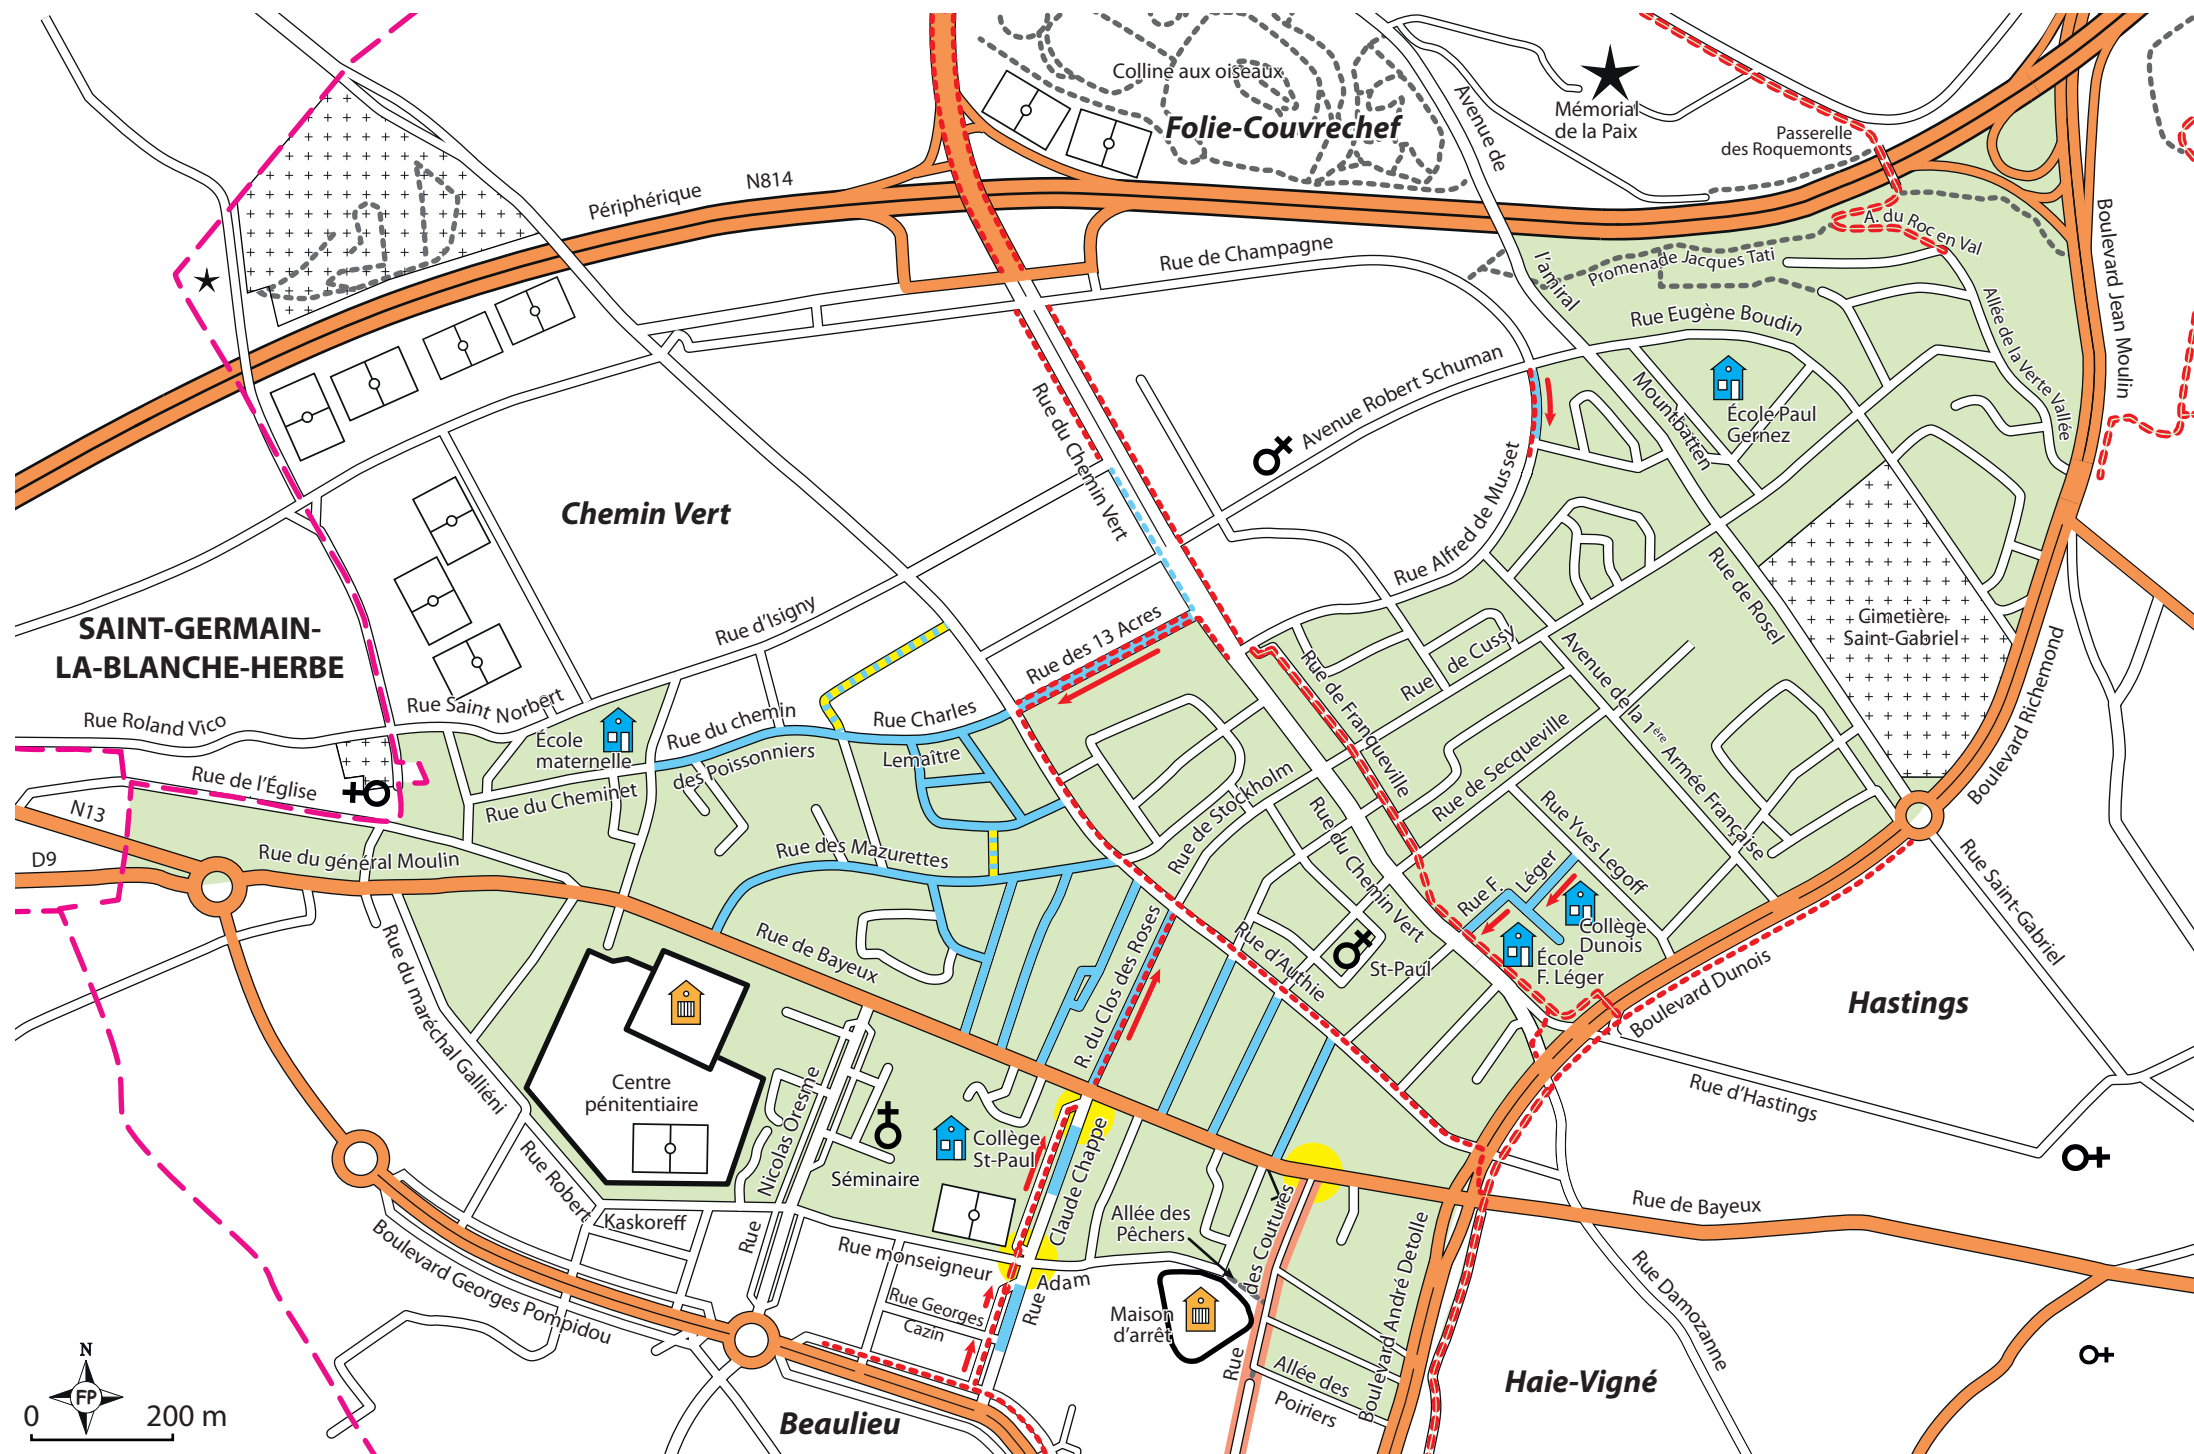 Colline aux oiseaux
Folie-Couvrechef
Mémorial
de la Paix
Avenue de
l'amiral
Mountbatten
Passerelle
des Roquemonts
A. du Roc en Val
Boulevard Jean Moulin
Périphérique N814
Rue de Champagne
Promenade Jacques Tati
Allée de la Verte Vallée
Rue Eugène Boudin
École Paul
Gernez
Avenue Robert Schuman
Rue du Chemin Vert
Chemin Vert
Rue Alfred de Musset
Rue de Rosel
Cimetière
Saint-Gabriel
Boulevard Richemond
SAINT-GERMAIN-
LA-BLANCHE-HERBE
Rue d'Isigny
Rue des 13 Acres
Rue de Cussy
Avenue de la 1ère Armée Française
Rue de Franqueville
Rue Saint Norbert
Rue Roland Vico
École
maternelle
Rue du chemin
des Poissonniers
Rue Charles
Lemaître
Rue de Secqueville
Rue de l'Église
Rue du Cheminet
Rue de Stockholm
Rue du Chemin Vert
Rue Yves Legoff
N13
D9
Rue du général Moulin
Rue des Mazurettes
Rue F. Léger
Collège
Dunois
École
F. Léger
Rue Saint-Gabriel
Rue du maréchal Galliéni
Rue de Bayeux
R. du Clos des Roses
Rue d'Authie
St-Paul
Boulevard Dunois
Hastings
Centre
pénitentiaire
Rue Nicolas Oresme
Séminaire
Collège
St-Paul
Rue d'Hastings
Rue Robert
Kaskoreff
Rue Claude Chappe
Allée des
Pêchers
Rue des Coutures
Rue de Bayeux
Boulevard Georges Pompidou
Rue monseigneur
Adam
Rue Georges
Cazin
Maison
d'arrêt
Allée des
Poiriers
Boulevard André Detolle
Rue Damozanne
Haie-Vigné
Beaulieu
N
FP
0 200 m